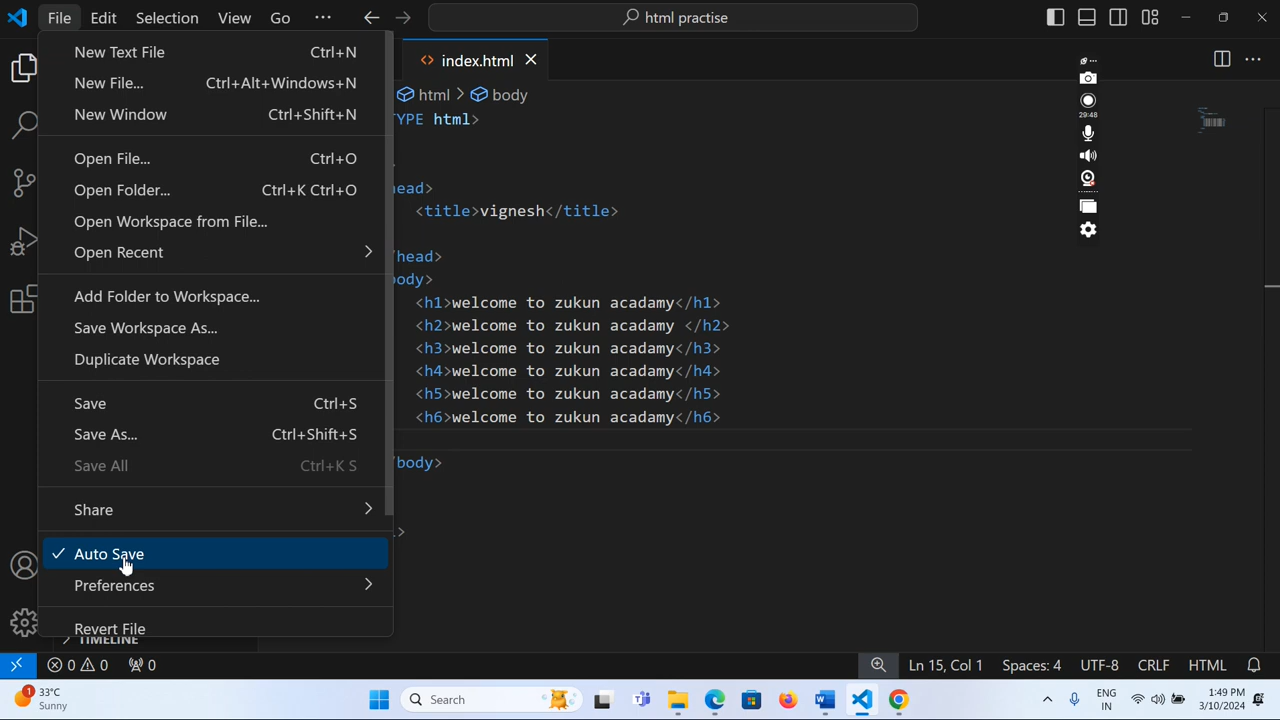 File Edit Selection View Go ··· html practise
New Text File Ctrl+N
New File... Ctrl+Alt+Windows+N
New Window Ctrl+Shift+N
Open File... Ctrl+O
Open Folder... Ctrl+K Ctrl+O
Open Workspace from File...
Open Recent
Add Folder to Workspace...
Save Workspace As...
Duplicate Workspace
Save Ctrl+S
Save As... Ctrl+Shift+S
Save All Ctrl+K S
Share
Auto Save
Preferences
Revert File
TIMELINE
index.html
html > body
TYPE html>
head>
<title>vignesh</title>
/head>
body>
<h1>welcome to zukun acadamy</h1>
<h2>welcome to zukun acadamy </h2>
<h3>welcome to zukun acadamy</h3>
<h4>welcome to zukun acadamy</h4>
<h5>welcome to zukun acadamy</h5>
<h6>welcome to zukun acadamy</h6>
/body>
>
29:48
0 0 0 Ln 15, Col 1 Spaces: 4 UTF-8 CRLF HTML
1 33°C
Sunny
Search
ENG
IN
1:49 PM
3/10/2024